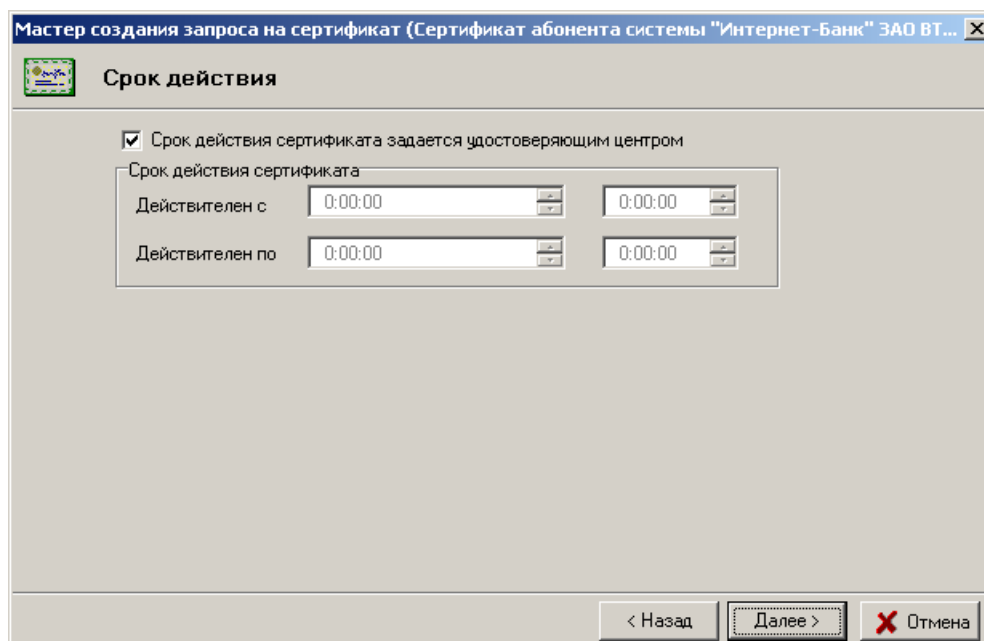 Мастер создания запроса на сертификат (Сертификат абонента системы "Интернет-Банк" ЗАО ВТ...
Срок действия
Срок действия сертификата задается удостоверяющим центром
Срок действия сертификата
Действителен с 0:00:00 0:00:00
Действителен по 0:00:00 0:00:00
< Назад Далее > Отмена